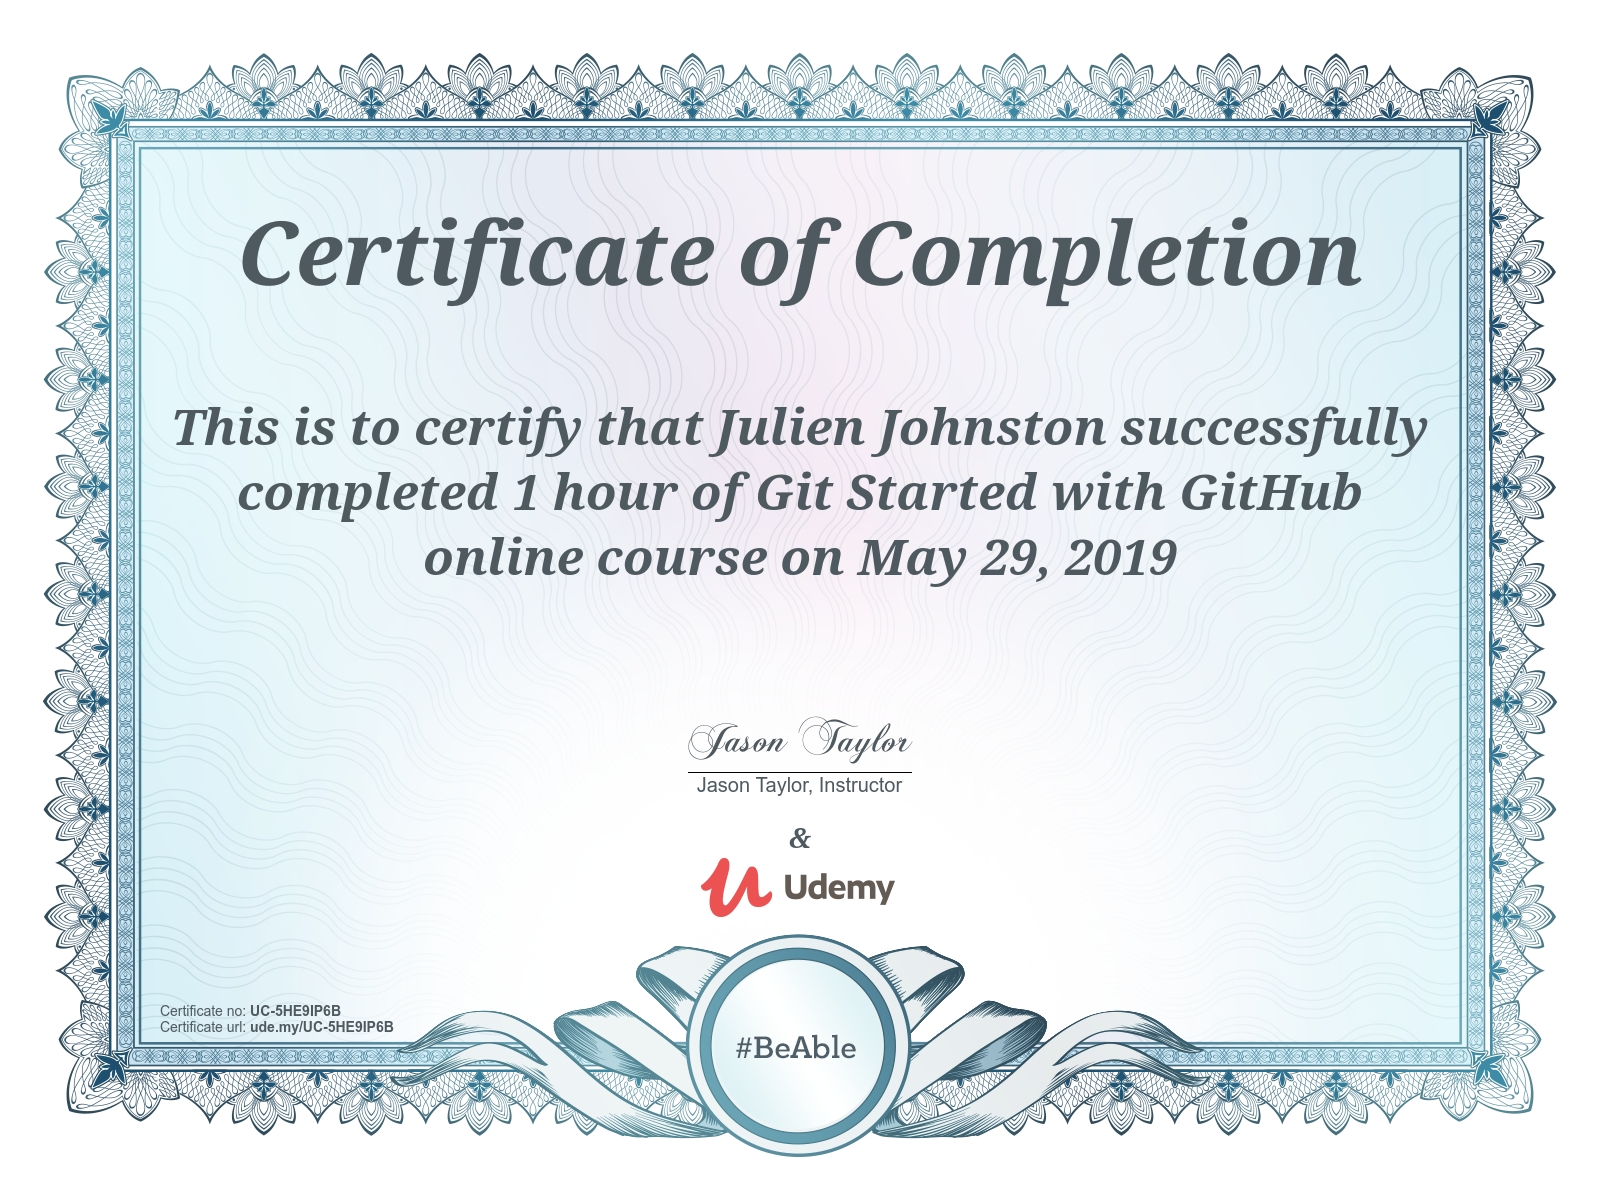 Certificate of Completion
This is to certify that Julien Johnston successfully
completed 1 hour of Git Started with GitHub
online course on May 29, 2019
Jason Taylor
Jason Taylor, Instructor
&
Udemy
Certificate no: UC-5HE9IP6B
Certificate url: ude.my/UC-5HE9IP6B
#BeAble